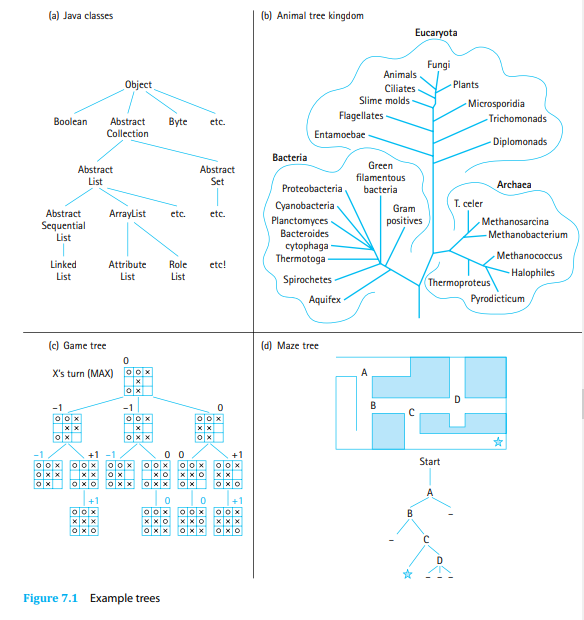 (a) Java classes
Object
Boolean Abstract Byte etc.
Collection
Abstract Abstract
List Set
Abstract ArrayList etc. etc.
Sequential
List
Linked Attribute Role etc!
List List List
(b) Animal tree kingdom
Eucaryota
Fungi
Animals
Plants
Ciliates
Slime molds
Microsporidia
Flagellates
Trichomonads
Entamoebae
Diplomonads
Bacteria
Green
filamentous
bacteria
Proteobacteria
Cyanobacteria
Gram
positives
Planctomyces
Bacteroides
cytophaga
Thermotoga
Spirochetes
Aquifex
Archaea
T. celer
Methanosarcina
Methanobacterium
Methanococcus
Halophiles
Thermoproteus
Pyrodicticum
(c) Game tree
0
X's turn (MAX)
-1 -1 0
-1 +1 -1 0 0 +1
+1 0 0 +1
(d) Maze tree
A
B
C
D
Start
A
B -
- C
D
- - -
Figure 7.1 Example trees